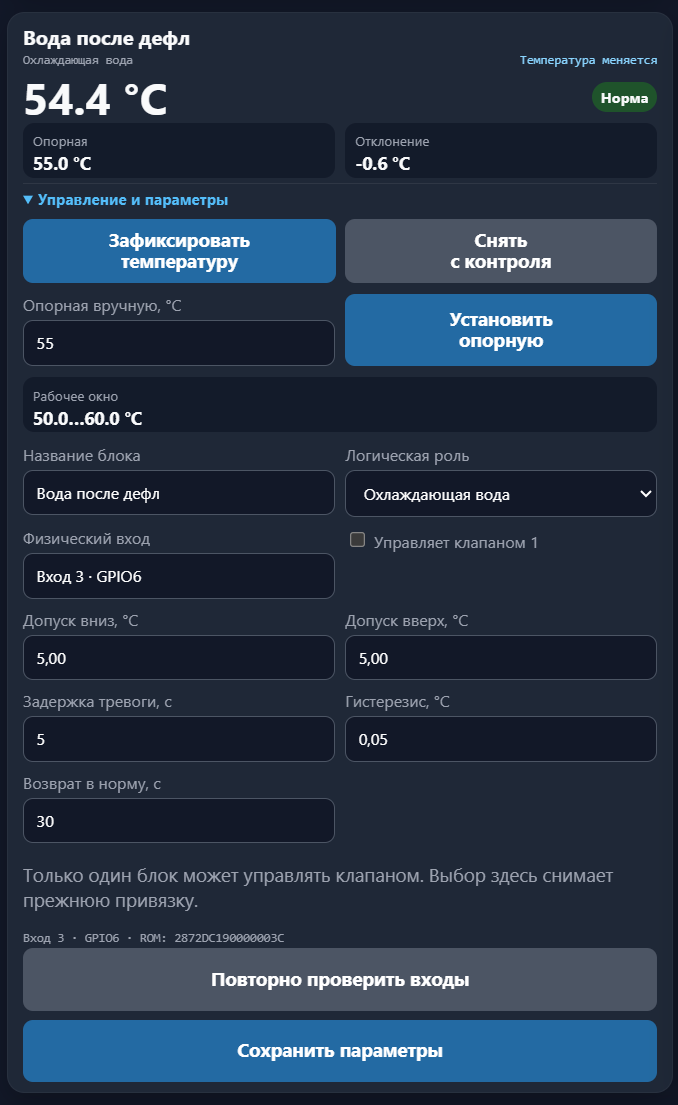 Вода после дефл
Охлаждающая вода
Температура меняется
54.4 °C
Норма
Опорная
55.0 °C
Отклонение
-0.6 °C
▼ Управление и параметры
Зафиксировать
температуру
Снять
с контроля
Опорная вручную, °C
55
Установить
опорную
Рабочее окно
50.0…60.0 °C
Название блока
Вода после дефл
Логическая роль
Охлаждающая вода
Физический вход
Вход 3 · GPIO6
Управляет клапаном 1
Допуск вниз, °C
5,00
Допуск вверх, °C
5,00
Задержка тревоги, с
5
Гистерезис, °C
0,05
Возврат в норму, с
30
Только один блок может управлять клапаном. Выбор здесь снимает
прежнюю привязку.
Вход 3 · GPIO6 · ROM: 2872DC190000003C
Повторно проверить входы
Сохранить параметры